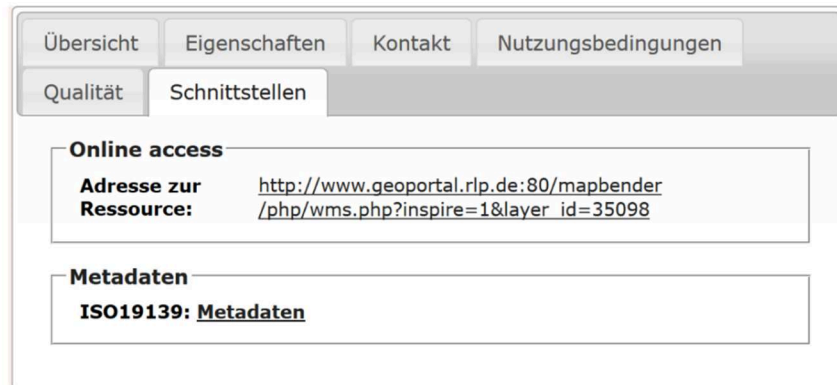 Übersicht Eigenschaften Kontakt Nutzungsbedingungen
Qualität Schnittstellen
Online access
Adresse zur http://www.geoportal.rlp.de:80/mapbender
Ressource: /php/wms.php?inspire=1&layer_id=35098
Metadaten
ISO19139: Metadaten